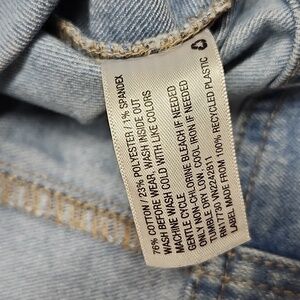 76% COTTON / 23% POLYESTER / 1% SPANDEX
WASH BEFORE WEAR. WASH INSIDE OUT
MACHINE WASH COLD WITH LIKE COLORS
GENTLE CYCLE
ONLY NON-CHLORINE BLEACH IF NEEDED
TUMBLE DRY LOW, COOL IRON IF NEEDED
RN17730 VN2242811
LABEL MADE FROM 100% RECYCLED PLASTIC